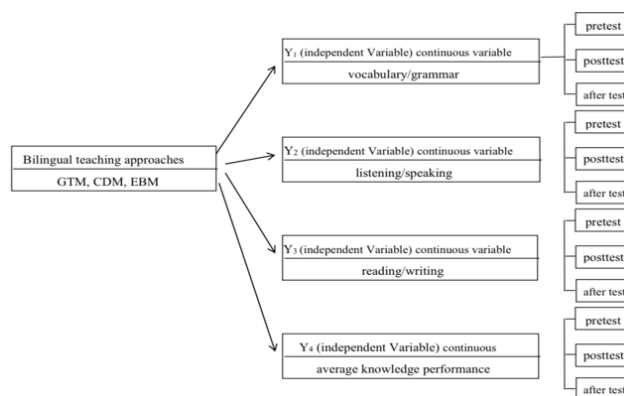 Bilingual teaching approaches
GTM, CDM, EBM
Y₁ (independent Variable) continuous variable
vocabulary/grammar
pretest
posttest
after test
Y₂ (independent Variable) continuous variable
listening/speaking
pretest
posttest
after test
Y₃ (independent Variable) continuous variable
reading/writing
pretest
posttest
after test
Y₄ (independent Variable) continuous
average knowledge performance
pretest
posttest
after test